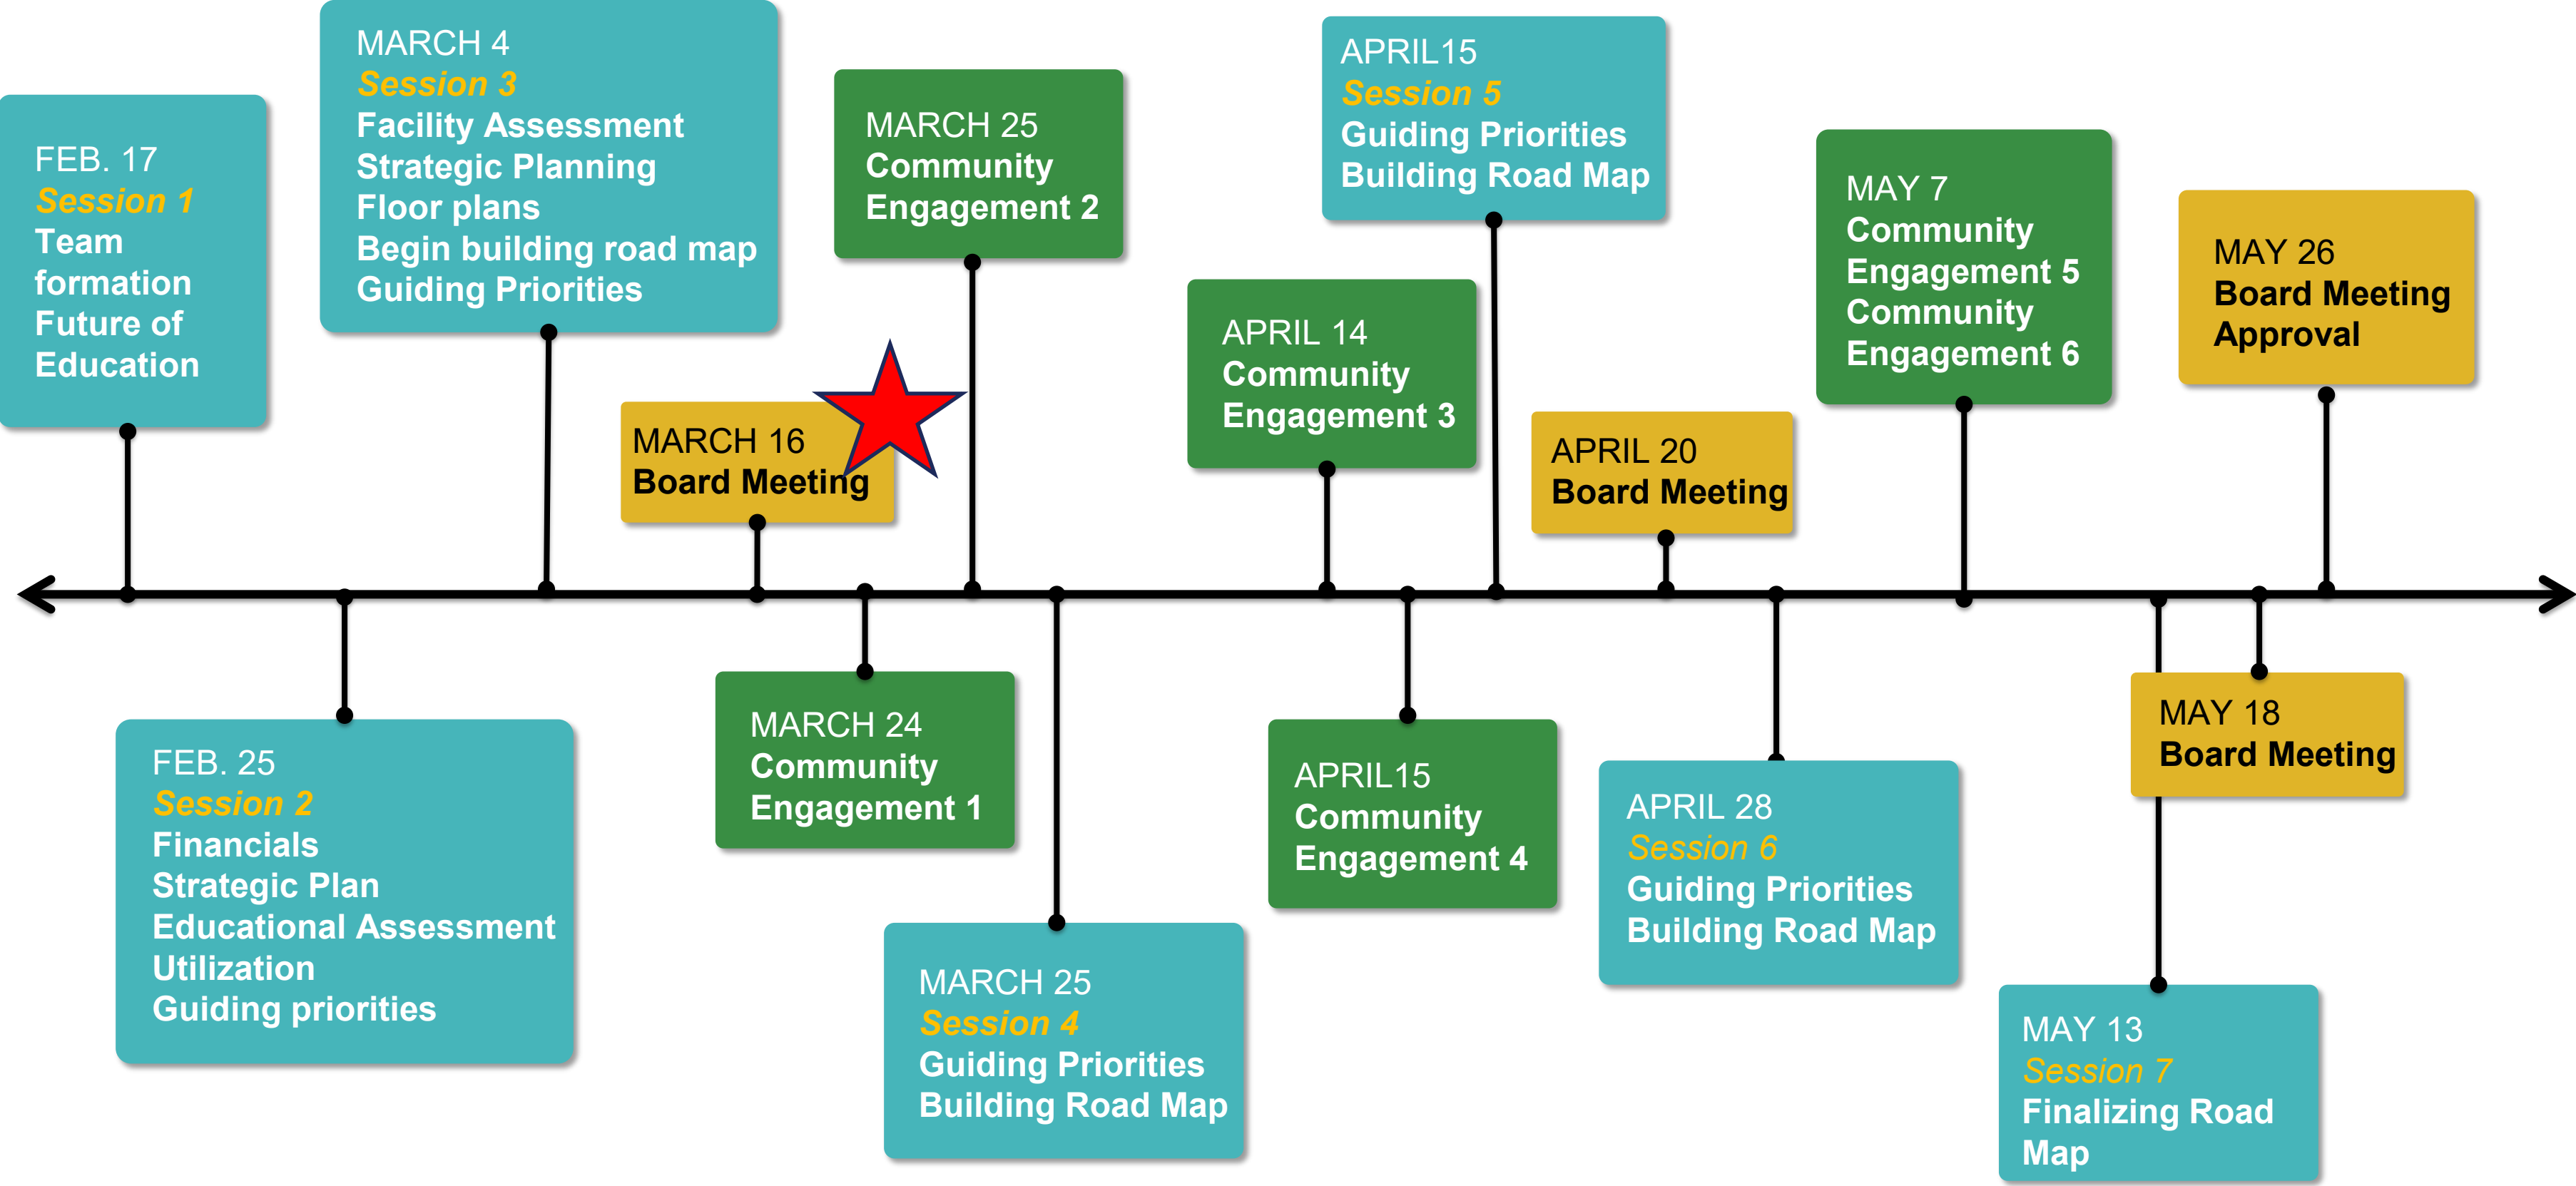 FEB. 17
Session 1
Team
formation
Future of
Education
MARCH 4
Session 3
Facility Assessment
Strategic Planning
Floor plans
Begin building road map
Guiding Priorities
MARCH 16
Board Meeting
MARCH 25
Community
Engagement 2
APRIL 14
Community
Engagement 3
APRIL15
Session 5
Guiding Priorities
Building Road Map
APRIL 20
Board Meeting
MAY 7
Community
Engagement 5
Community
Engagement 6
MAY 26
Board Meeting
Approval
FEB. 25
Session 2
Financials
Strategic Plan
Educational Assessment
Utilization
Guiding priorities
MARCH 24
Community
Engagement 1
MARCH 25
Session 4
Guiding Priorities
Building Road Map
APRIL15
Community
Engagement 4
APRIL 28
Session 6
Guiding Priorities
Building Road Map
MAY 13
Session 7
Finalizing Road
Map
MAY 18
Board Meeting